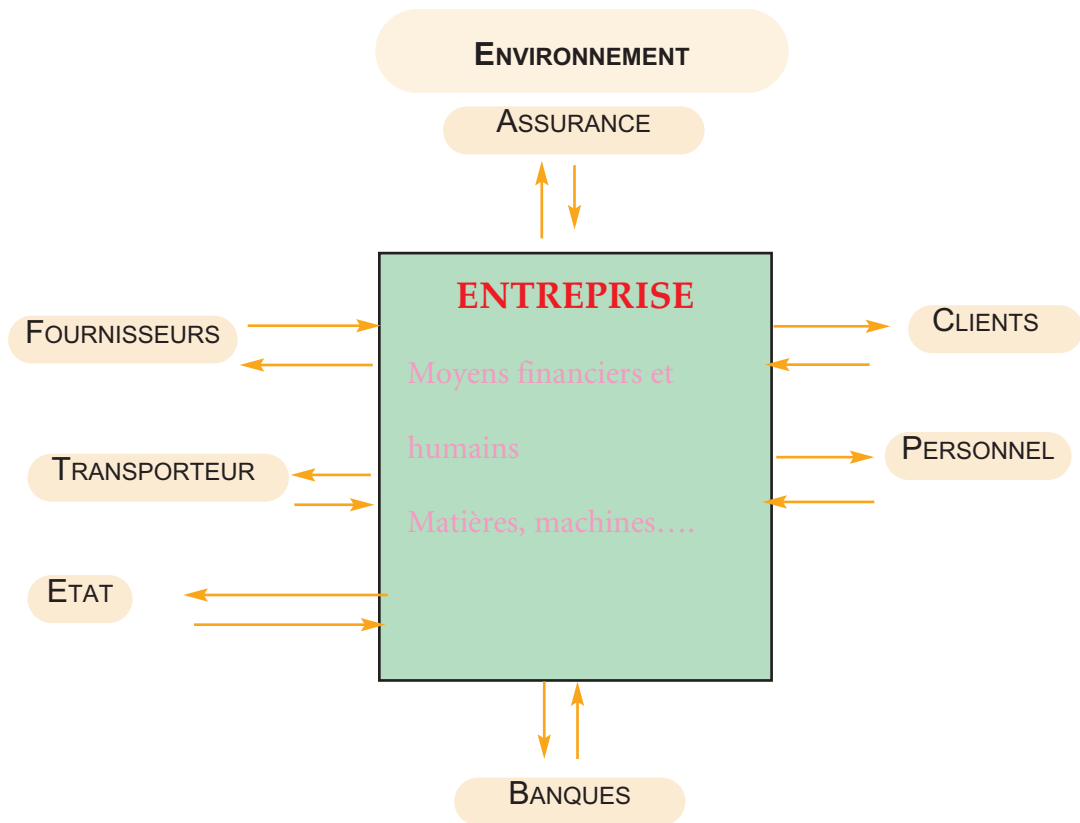 ENVIRONNEMENT
ASSURANCE
ENTREPRISE
FOURNISSEURS
CLIENTS
Moyens financiers et
humains
PERSONNEL
TRANSPORTEUR
Matières, machines….
ETAT
BANQUES